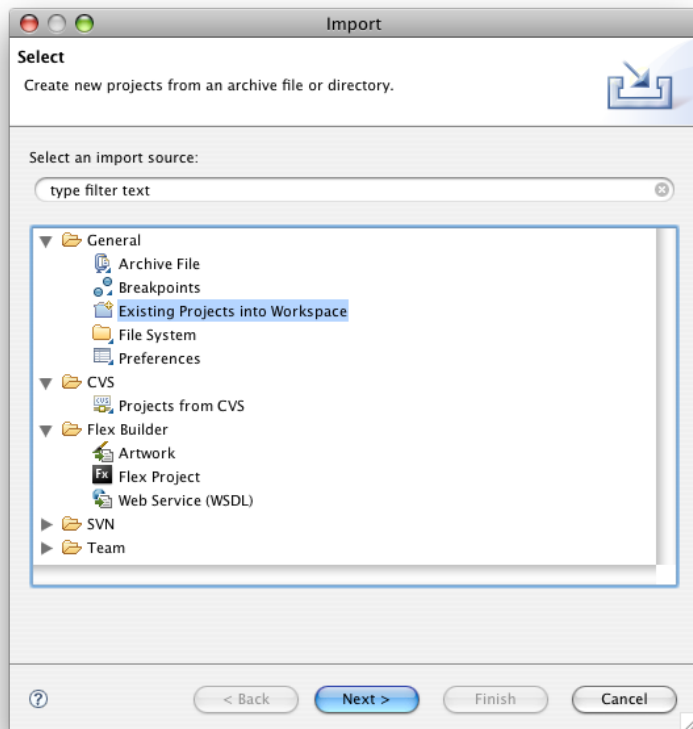 Import
Select
Create new projects from an archive file or directory.
Select an import source:
type filter text
General
Archive File
Breakpoints
Existing Projects into Workspace
File System
Preferences
CVS
Projects from CVS
Flex Builder
Artwork
Fx Flex Project
Web Service (WSDL)
SVN
Team
? < Back Next > Finish Cancel